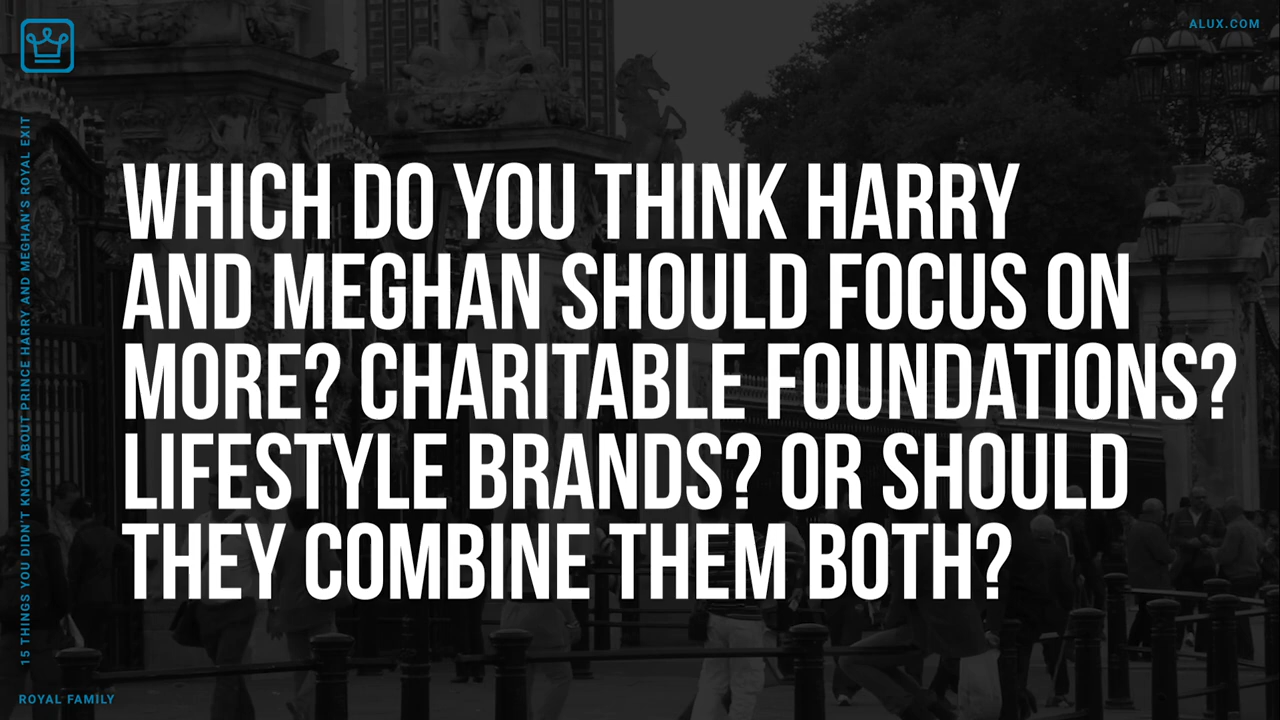 ALUX.COM
15 THINGS YOU DIDN'T KNOW ABOUT PRINCE HARRY AND MEGHAN'S ROYAL EXIT
WHICH DO YOU THINK HARRY
AND MEGHAN SHOULD FOCUS ON
MORE? CHARITABLE FOUNDATIONS?
LIFESTYLE BRANDS? OR SHOULD
THEY COMBINE THEM BOTH?
ROYAL FAMILY